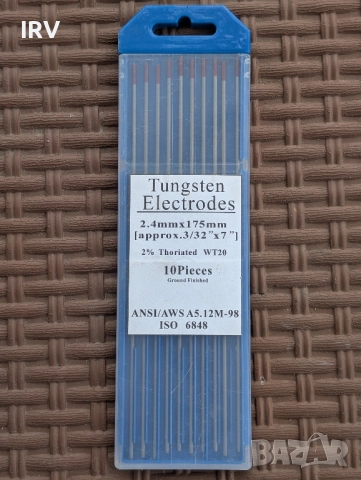 IRV
Tungsten
Electrodes
2.4mmx175mm
[approx.3/32"x7"]
2% Thoriated WT20
10Pieces
Ground Finished
ANSI/AWS A5.12M-98
ISO 6848
BAZAR